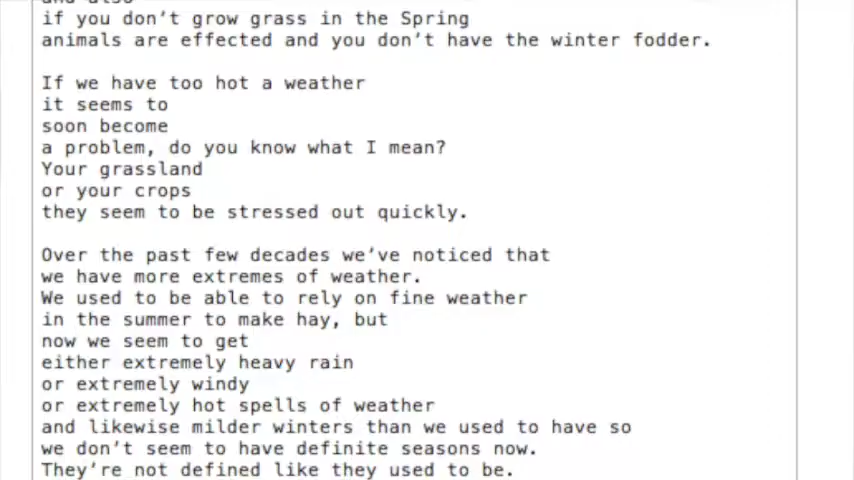 and also
if you don't grow grass in the Spring
animals are effected and you don't have the winter fodder.
If we have too hot a weather
it seems to
soon become
a problem, do you know what I mean?
Your grassland
or your crops
they seem to be stressed out quickly.
Over the past few decades we've noticed that
we have more extremes of weather.
We used to be able to rely on fine weather
in the summer to make hay, but
now we seem to get
either extremely heavy rain
or extremely windy
or extremely hot spells of weather
and likewise milder winters than we used to have so
we don't seem to have definite seasons now.
They're not defined like they used to be.